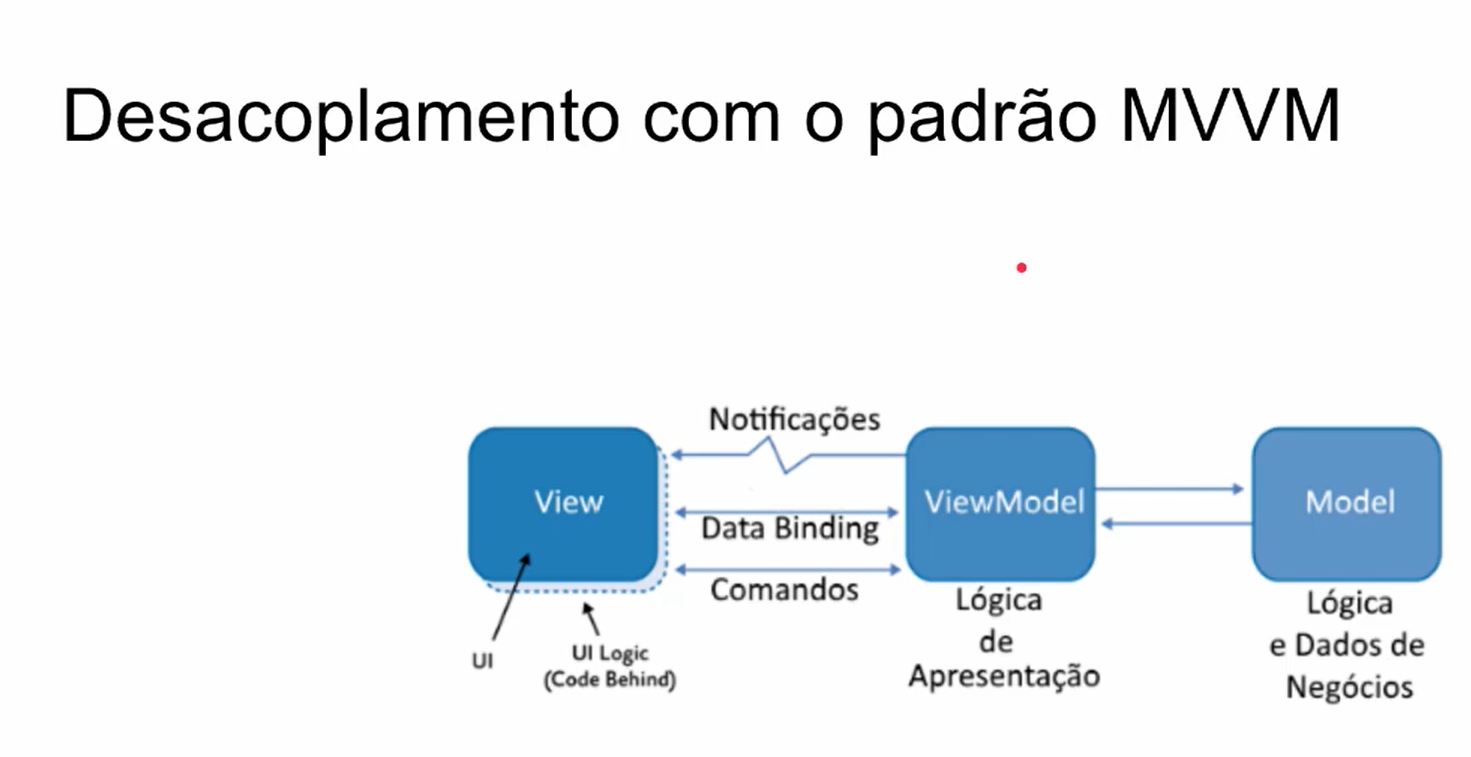 Desacoplamento com o padrão MVVM
Notificações
View
ViewModel
Model
Data Binding
Comandos
Lógica
de
Apresentação
Lógica
e Dados de
Negócios
UI
UI Logic
(Code Behind)